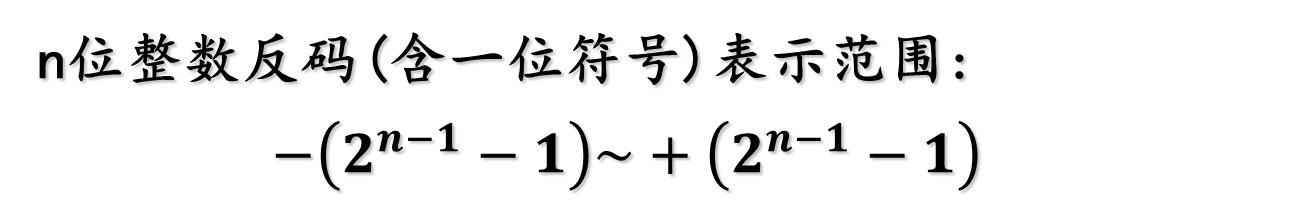 n位整数反码(含一位符号)表示范围:
−(2^{n−1} − 1)~ + (2^{n−1} − 1)